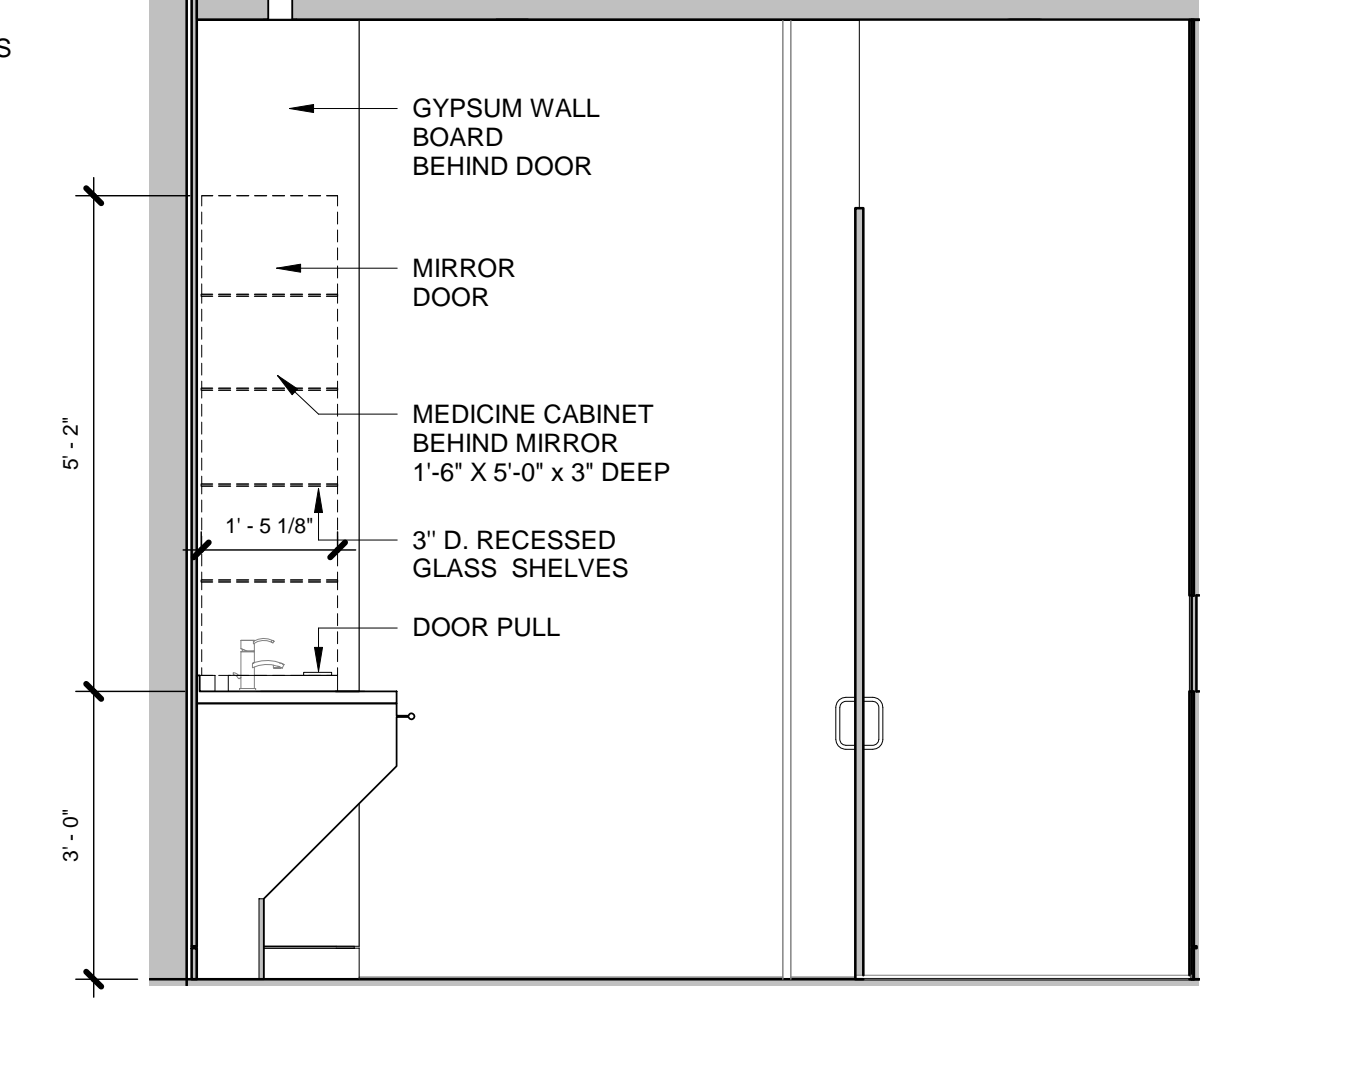 S
GYPSUM WALL
BOARD
BEHIND DOOR
MIRROR
DOOR
MEDICINE CABINET
BEHIND MIRROR
1'-6" X 5'-0" x 3" DEEP
5' - 2"
1' - 5 1/8"
3" D. RECESSED
GLASS SHELVES
DOOR PULL
3' - 0"